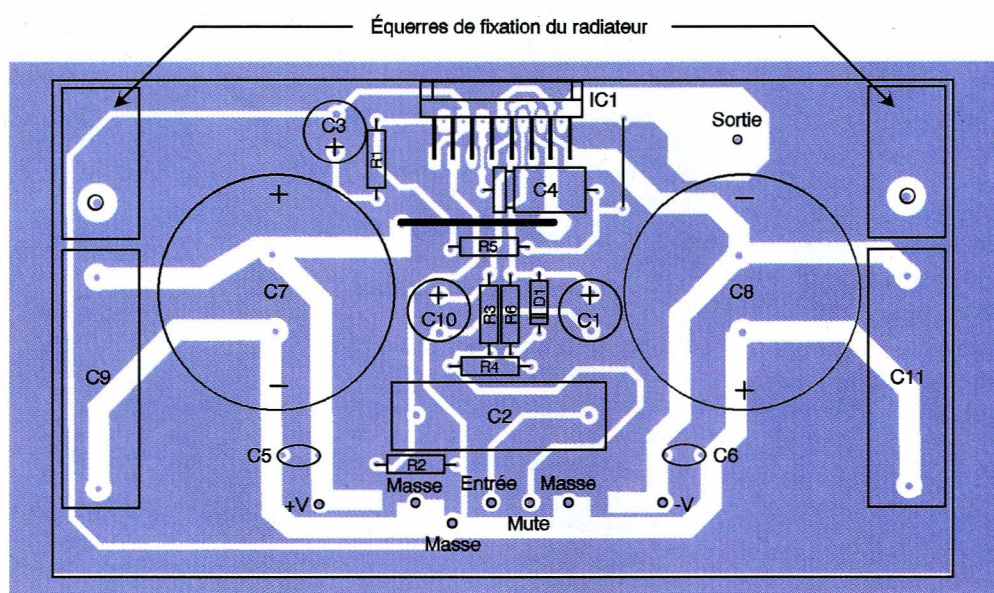 Équerres de fixation du radiateur
IC1
C3
+
R1
Sortie
C4
+
−
R5
C7
C8
+
C10
R3
R6
D1
+
C1
R4
C9
−
+
C11
C2
C5
R2
C6
Masse
Entrée
Masse
+V
-V
Mute
Masse